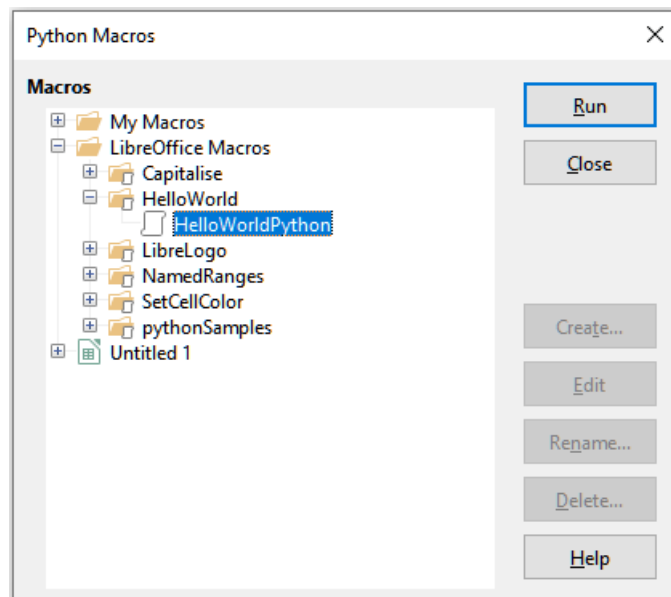 Python Macros
Macros
My Macros
LibreOffice Macros
Capitalise
HelloWorld
HelloWorldPython
LibreLogo
NamedRanges
SetCellColor
pythonSamples
Untitled 1
Run
Close
Create...
Edit
Rename...
Delete...
Help